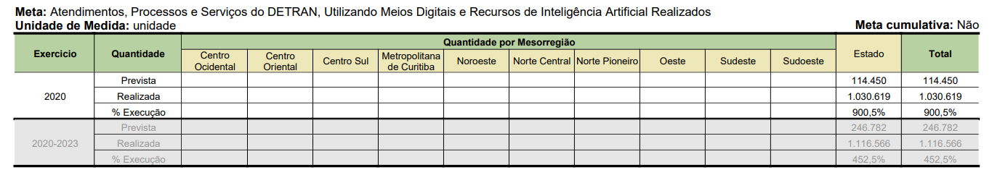 Meta: Atendimentos, Processos e Serviços do DETRAN, Utilizando Meios Digitais e Recursos de Inteligência Artificial Realizados
Unidade de Medida: unidade Meta cumulativa: Não
Exercicio Quantidade Quantidade por Mesorregião Estado Total
Centro Ocidental Centro Oriental Centro Sul Metropolitana de Curitiba Noroeste Norte Central Norte Pioneiro Oeste Sudeste Sudoeste
2020
Prevista 114.450 114.450
Realizada 1.030.619 1.030.619
% Execução 900,5% 900,5%
2020-2023
Prevista 246.782 246.782
Realizada 1.116.566 1.116.566
% Execução 452,5% 452,5%